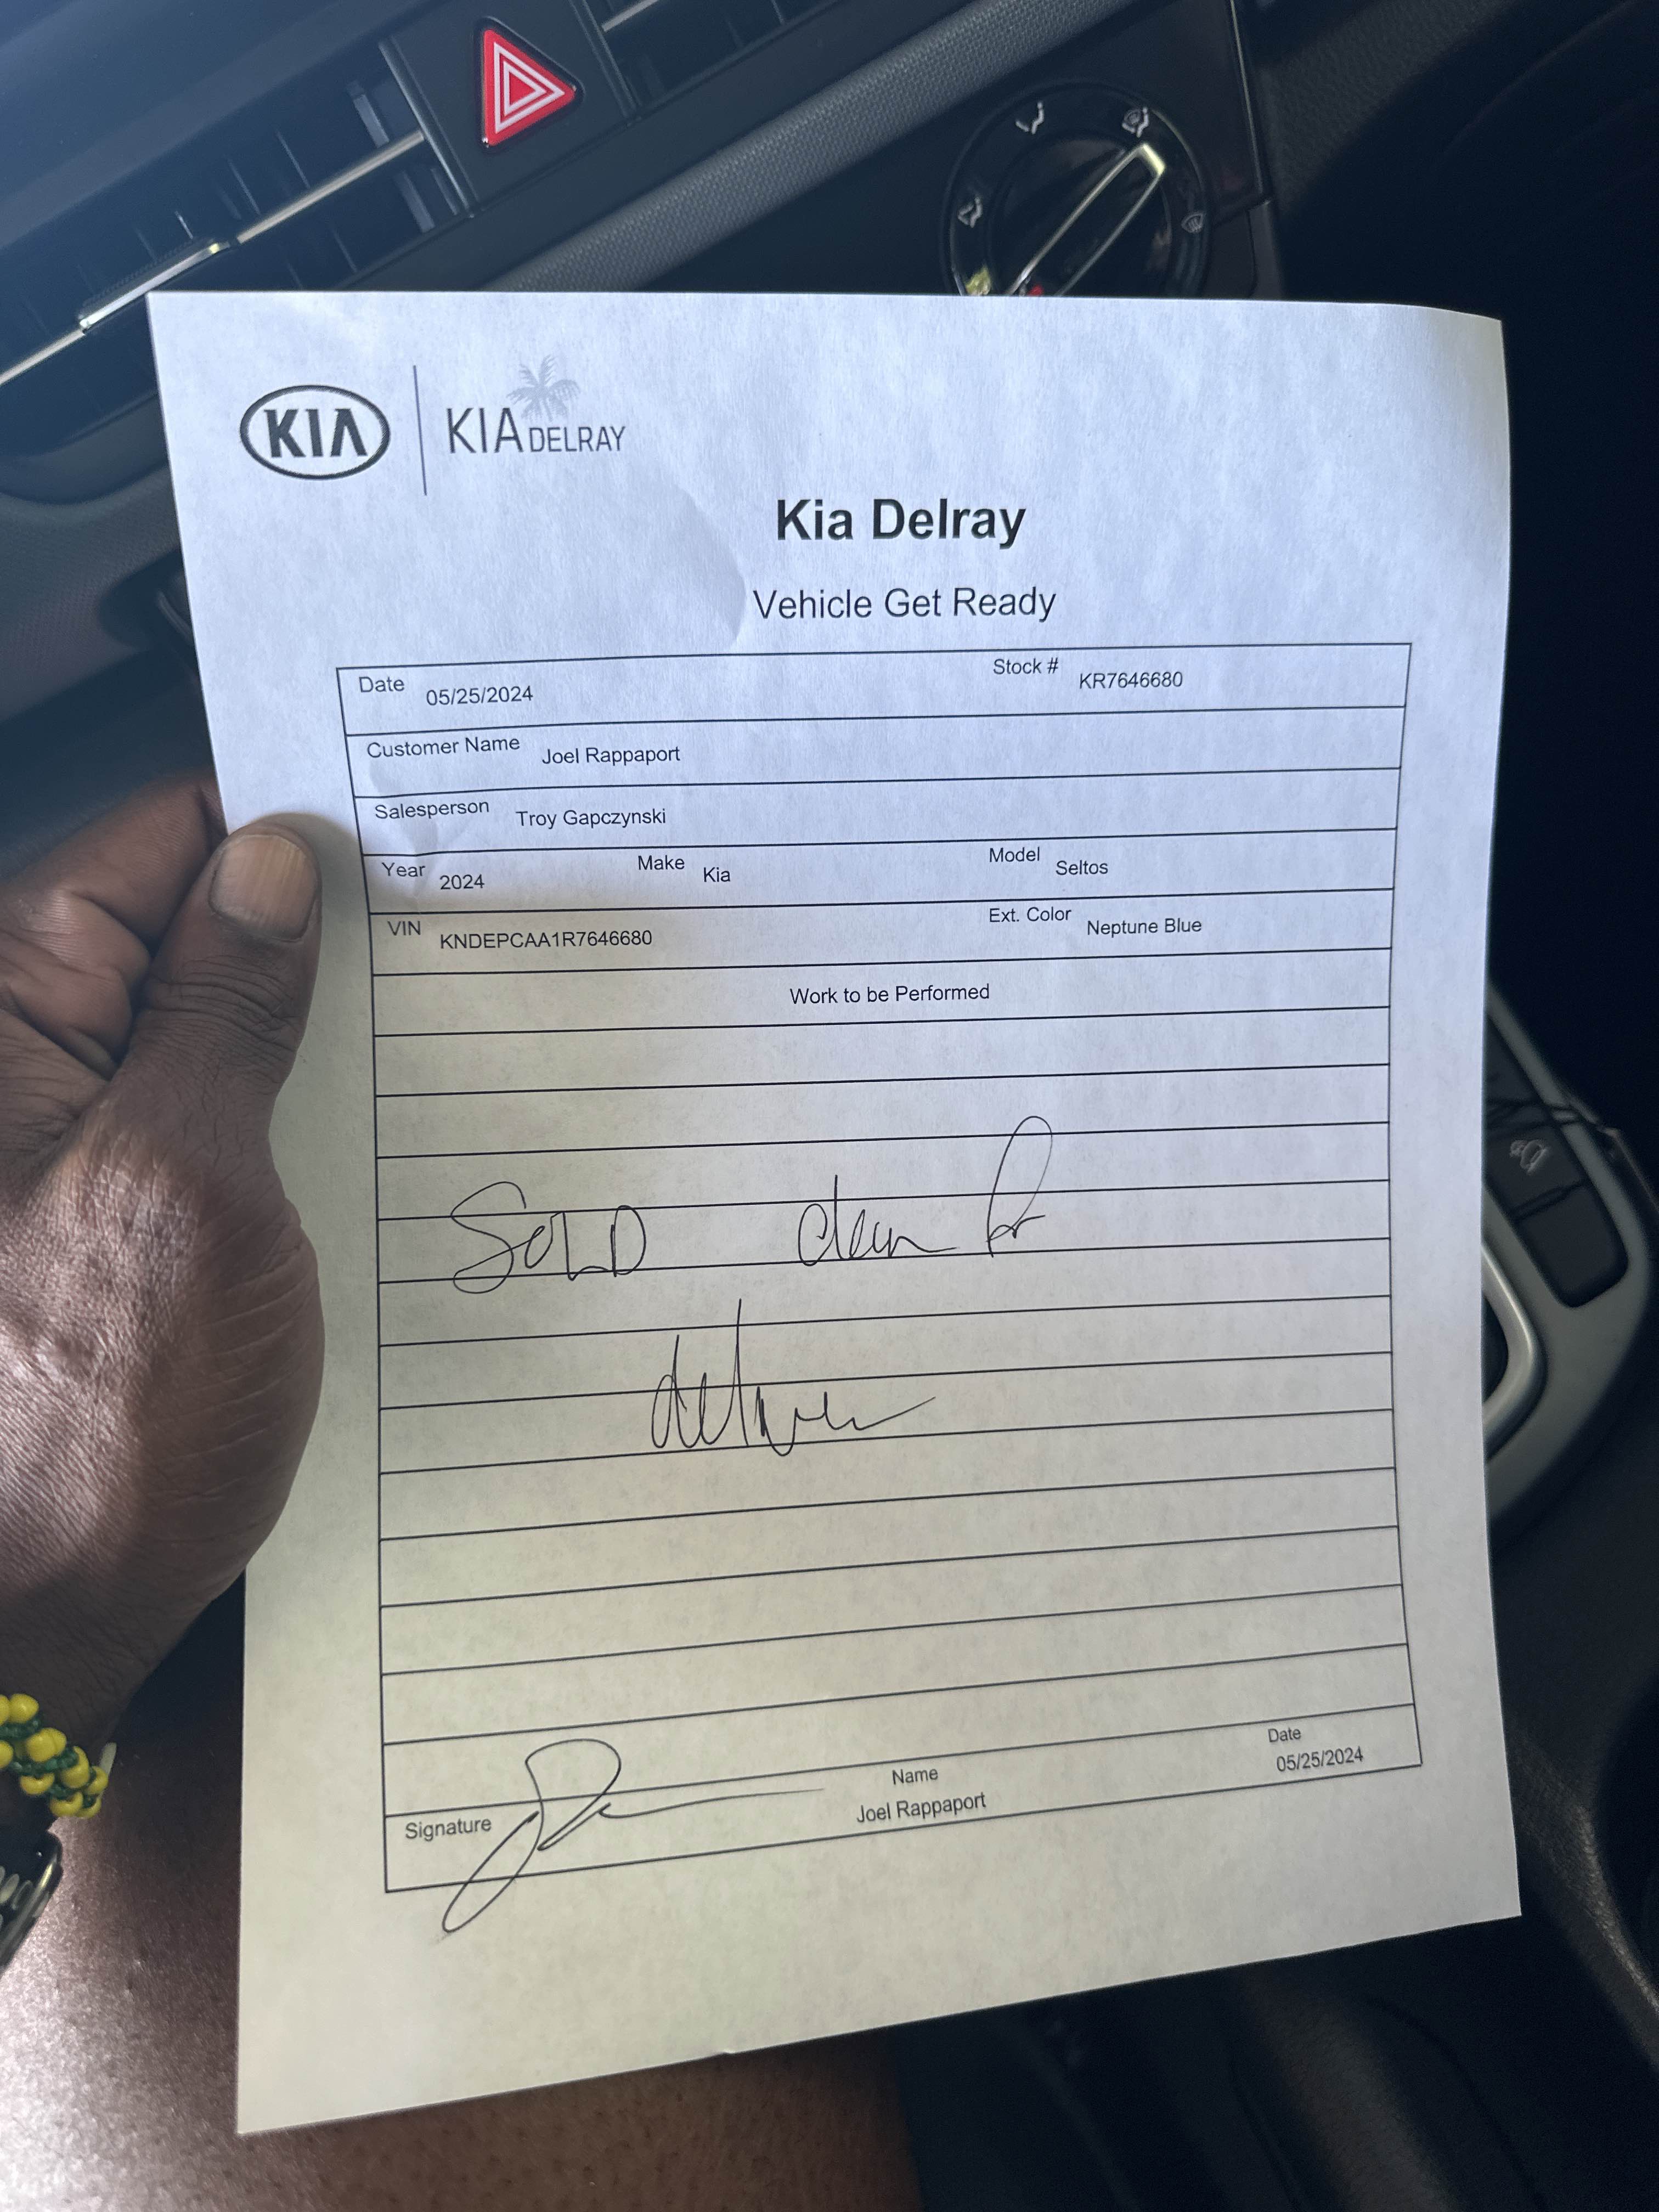 KIA KIA DELRAY
Kia Delray
Vehicle Get Ready
Date 05/25/2024 Stock # KR7646680
Customer Name Joel Rappaport
Salesperson Troy Gapczynski
Year 2024 Make Kia Model Seltos
VIN KNDEPCAA1R7646680 Ext. Color Neptune Blue
Work to be Performed
SOLD clean for
deliver
Signature Name Joel Rappaport Date 05/25/2024